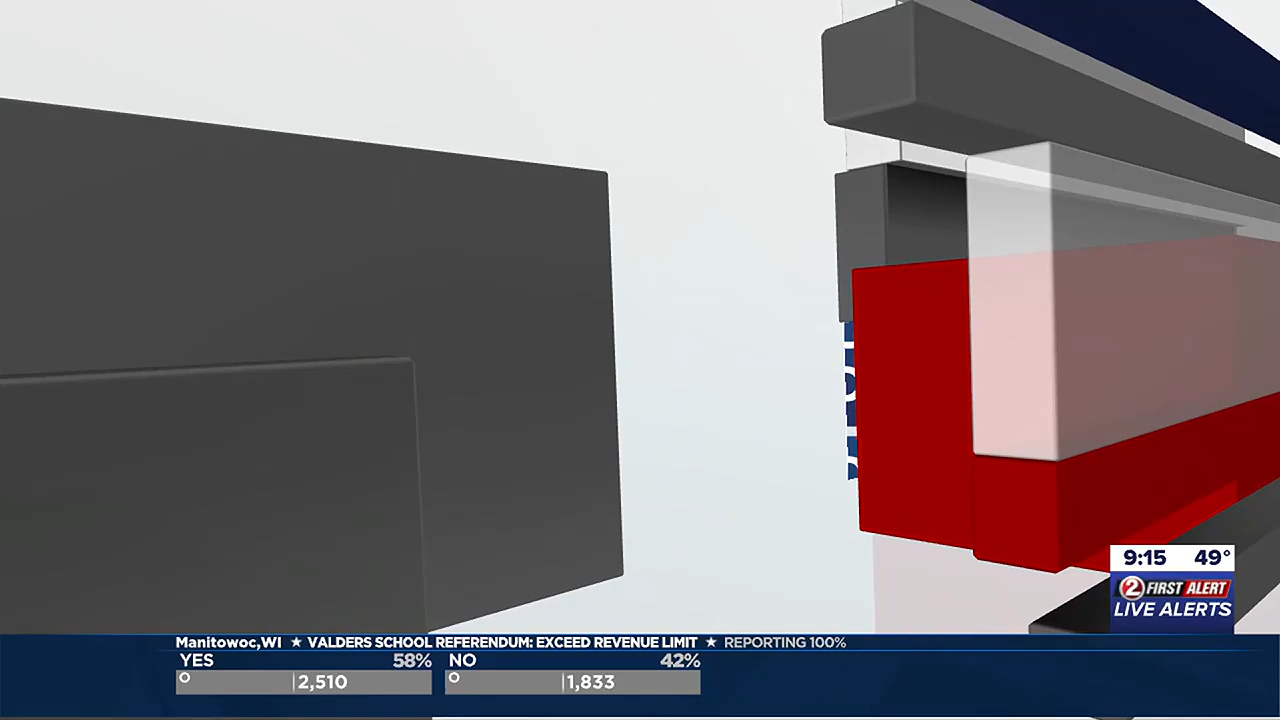 9:15 49°
2 FIRST ALERT
LIVE ALERTS
Manitowoc,WI ★ VALDERS SCHOOL REFERENDUM: EXCEED REVENUE LIMIT ★ REPORTING 100%
YES 58% NO 42%
2,510 1,833